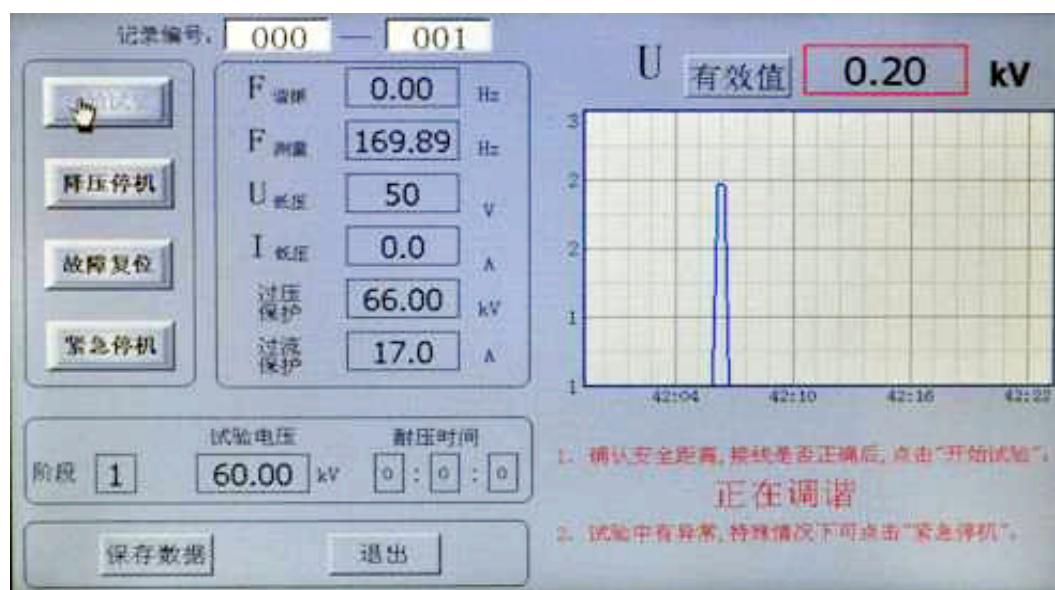 记录编号. 000 — 001
降压停机
故障复位
紧急停机
F 谐振 0.00 Hz
F 测量 169.89 Hz
U 低压 50 V
I 低压 0.0 A
过压保护 66.00 kV
过流保护 17.0 A
U 有效值 0.20 kV
3
2
2
1
1
42:04 42:10 42:16 42:22
试验电压 耐压时间
阶段 1 60.00 kV 0 : 0 : 0
保存数据 退出
1. 确认安全距离,接线是否正确后,点击"开始试验"。
正在调谐
2. 试验中有异常,特殊情况下可点击"紧急停机"。